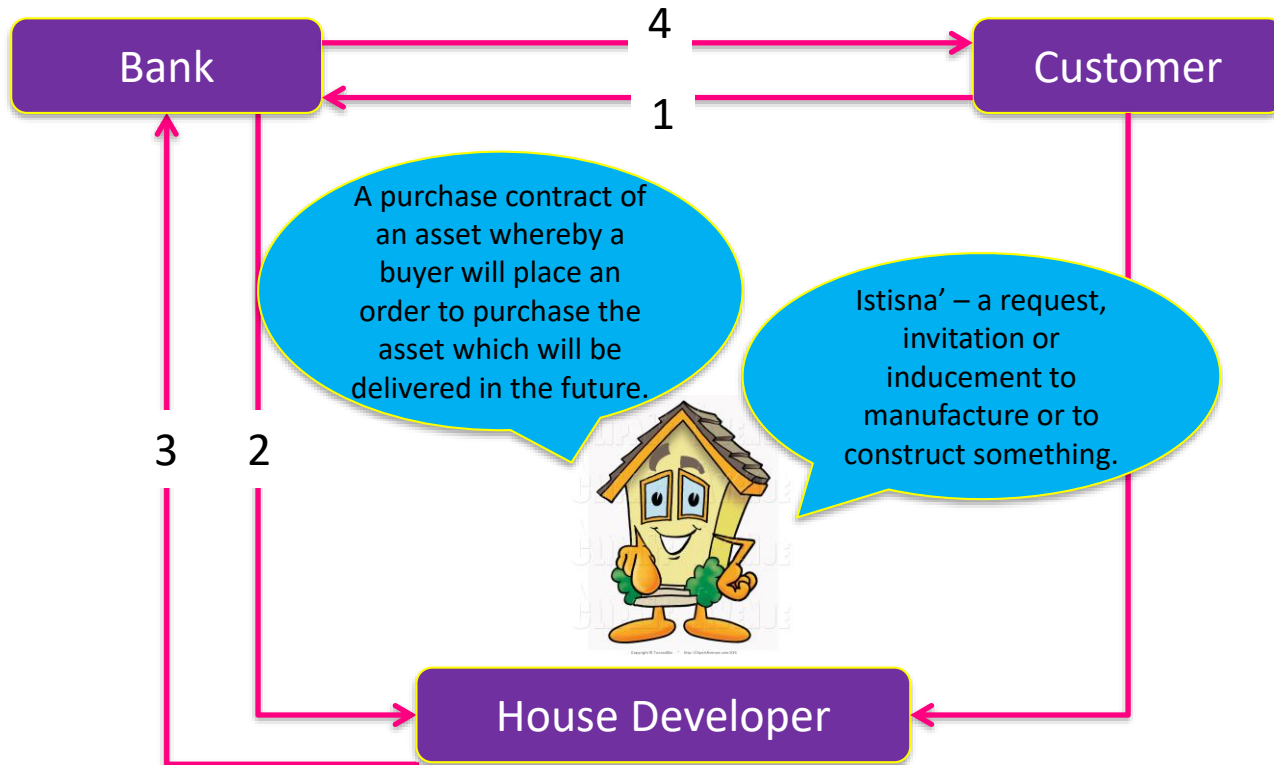 4
Bank
Customer
1
A purchase contract of
an asset whereby a
buyer will place an
order to purchase the
asset which will be
delivered in the future.
Istisna’ – a request,
invitation or
inducement to
manufacture or to
construct something.
3
2
House Developer